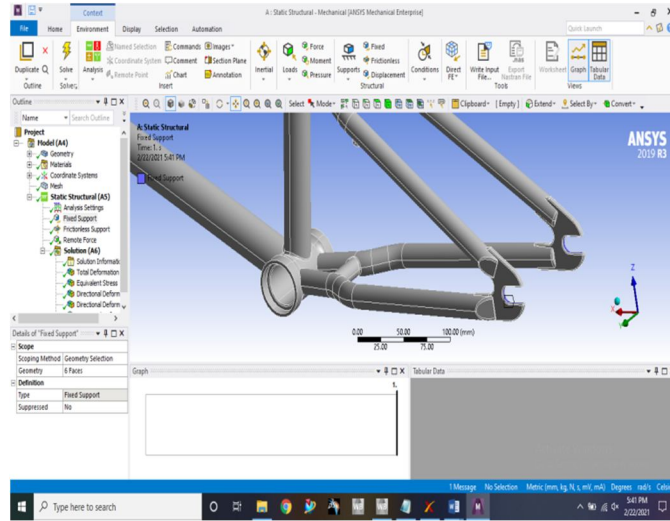 Context
A : Static Structural - Mechanical [ANSYS Mechanical Enterprise]
File Home Environment Display Selection Automation
Quick Launch
Duplicate Q
Outline
Solve
Solver
Analysis
Named Selection
Coordinate System
Remote Point
Commands
Comment
Chart
Images
Section Plane
Annotation
Insert
Inertial
Loads
Force
Moment
Pressure
Supports
Fixed
Frictionless
Displacement
Structural
Conditions
Direct FE
Write Input File...
Export Nastran File
Tools
Worksheet
Graph
Tabular Data
Views
Outline
Name
Search Outline
Select Mode Clipboard [ Empty ] Extend Select By Convert
Project
Model (A4)
Geometry
Materials
Coordinate Systems
Mesh
Static Structural (A5)
Analysis Settings
Fixed Support
Frictionless Support
Remote Force
Solution (A6)
Solution Informati
Total Deformation
Equivalent Stress
Directional Deform
Directional Deform
A: Static Structural
Fixed Support
Time: 1. s
2/22/2021 5:41 PM
Fixed Support
ANSYS
2019 R3
Z
X
Y
0.00 50.00 100.00 (mm)
25.00 75.00
Details of "Fixed Support"
Scope
Scoping Method Geometry Selection
Geometry 6 Faces
Definition
Type Fixed Support
Suppressed No
Graph
1.
Tabular Data
1 Message No Selection Metric (mm, kg, N, s, mV, mA) Degrees rad/s Celsi
Type here to search
5:41 PM
2/22/2021